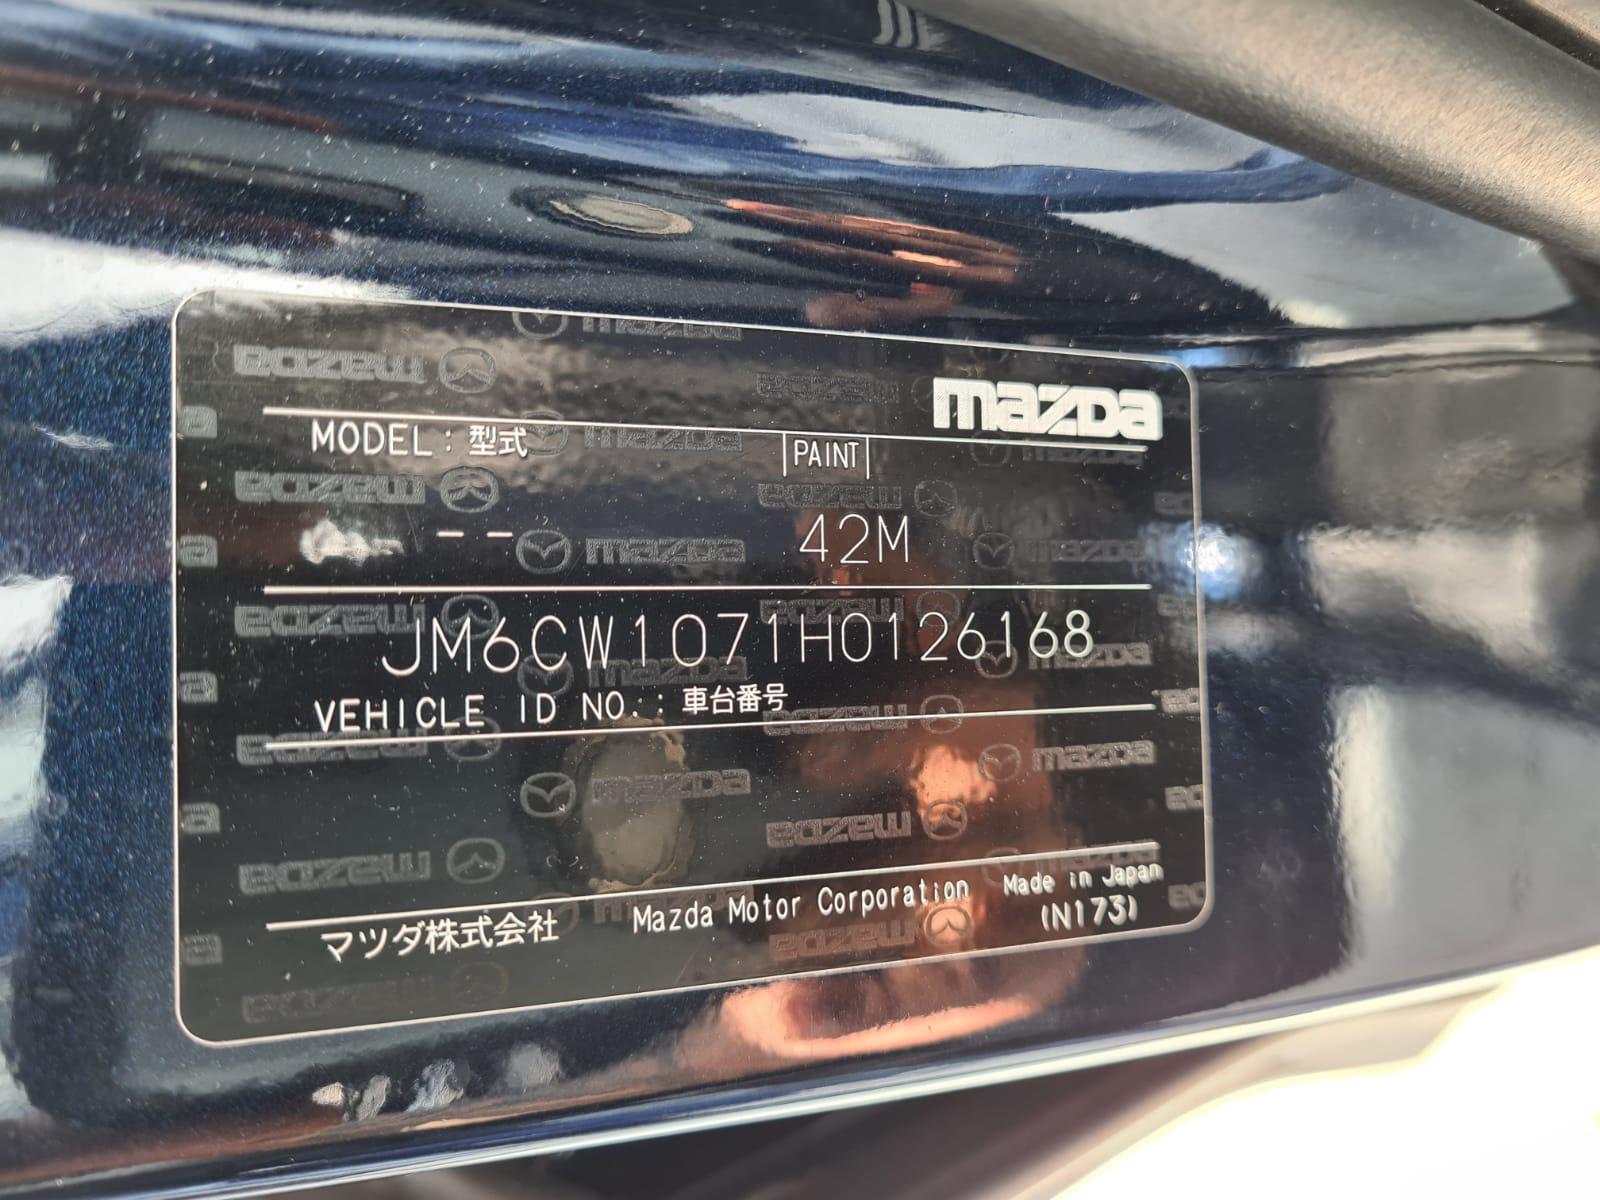 mazda
MODEL: 型式
PAINT
-- 42M
JM6CW1071H0126168
VEHICLE ID NO.: 車台番号
マツダ株式会社 Mazda Motor Corporation Made in Japan
(N173)